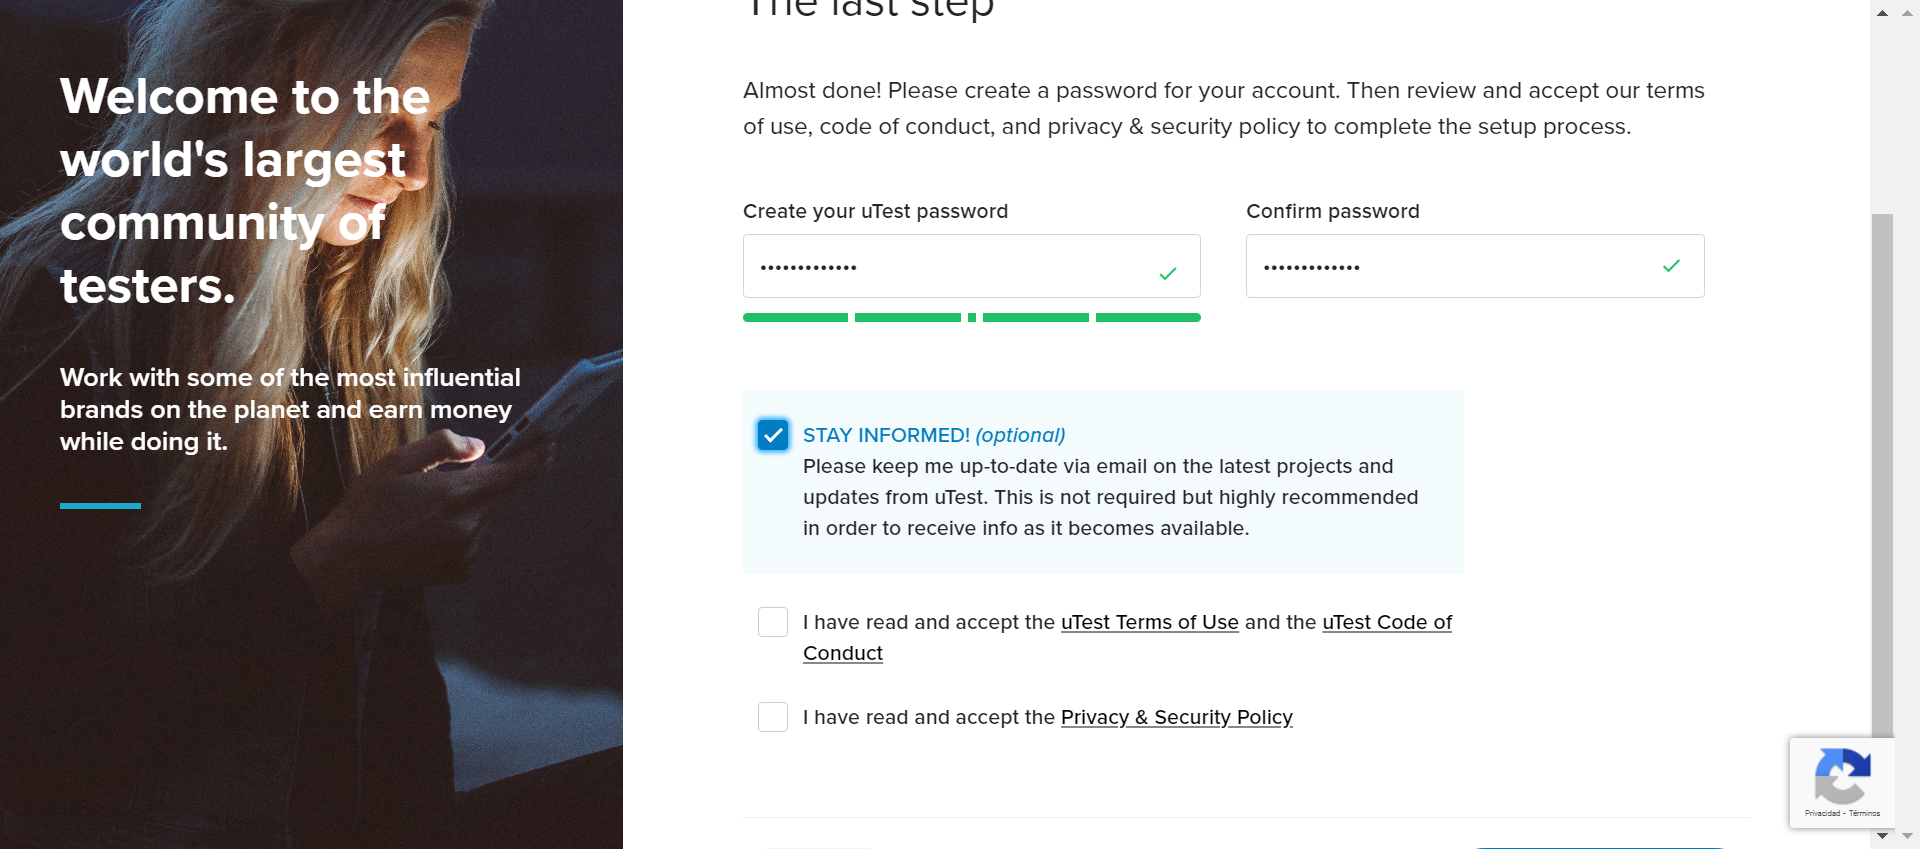 Welcome to the
world's largest
community of
testers.
Work with some of the most influential
brands on the planet and earn money
while doing it.
The last step
Almost done! Please create a password for your account. Then review and accept our terms
of use, code of conduct, and privacy & security policy to complete the setup process.
Create your uTest password
Confirm password
•••••••••••••
•••••••••••••
STAY INFORMED! (optional)
Please keep me up-to-date via email on the latest projects and
updates from uTest. This is not required but highly recommended
in order to receive info as it becomes available.
I have read and accept the uTest Terms of Use and the uTest Code of
Conduct
I have read and accept the Privacy & Security Policy
Privacidad - Términos